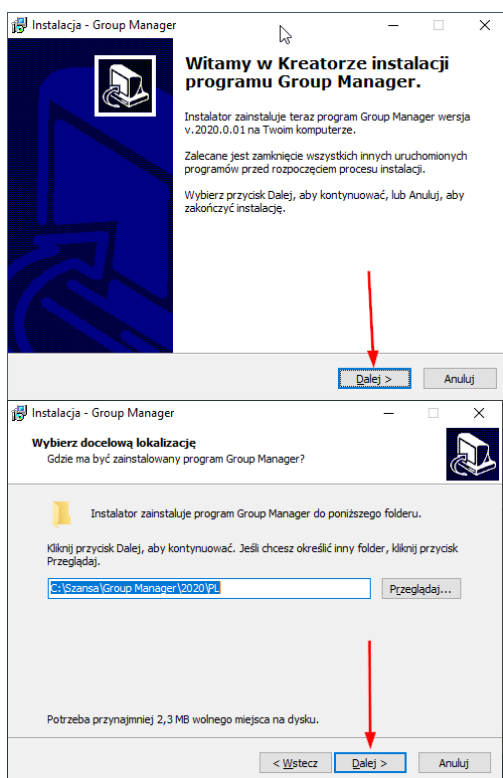 Instalacja - Group Manager
Witamy w Kreatorze instalacji
programu Group Manager.
Instalator zainstaluje teraz program Group Manager wersja
v.2020.0.01 na Twoim komputerze.
Zalecane jest zamknięcie wszystkich innych uruchomionych
programów przed rozpoczęciem procesu instalacji.
Wybierz przycisk Dalej, aby kontynuować, lub Anuluj, aby
zakończyć instalację.
Dalej >
Anuluj
Instalacja - Group Manager
Wybierz docelową lokalizację
Gdzie ma być zainstalowany program Group Manager?
Instalator zainstaluje program Group Manager do poniższego folderu.
Kliknij przycisk Dalej, aby kontynuować. Jeśli chcesz określić inny folder, kliknij przycisk
Przeglądaj.
C:\Szansa\Group Manager\2020\PL
Przeglądaj...
Potrzeba przynajmniej 2,3 MB wolnego miejsca na dysku.
< Wstecz
Dalej >
Anuluj